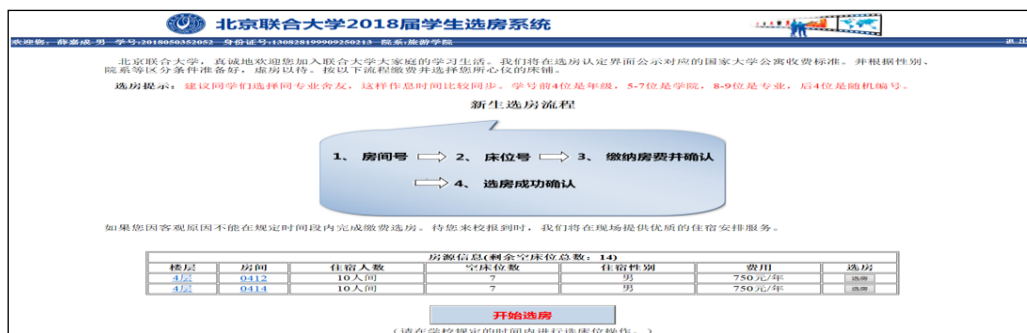 北京联合大学2018届学生选房系统
欢迎您：薛嘉成-男 学号:2018050352052 身份证号:130828199909250213 院系:旅游学院 退出
北京联合大学，真诚地欢迎您加入联合大学大家庭的学习生活。我们将在选房认定界面公示对应的国家大学公寓收费标准。并根据性别、
院系等区分条件准备好，虚房以待。按以下流程缴费并选择您所心仪的床铺。
选房提示：建议同学们选择同专业舍友，这样作息时间比较同步。学号前4位是年级，5-7位是学院，8-9位是专业，后4位是随机编号。
新生选房流程
1、 房间号 2、 床位号 3、 缴纳房费并确认
4、 选房成功确认
如果您因客观原因不能在规定时间段内完成缴费选房。待您来校报到时，我们将在现场提供优质的住宿安排服务。
房源信息(剩余空床位总数：14)
楼层 房间 住宿人数 空床位数 住宿性别 费用 选房
4层 0412 10人间 7 男 750元/年 选房
4层 0414 10人间 7 男 750元/年 选房
开始选房
（请在学校规定的时间内进行选床位操作。）